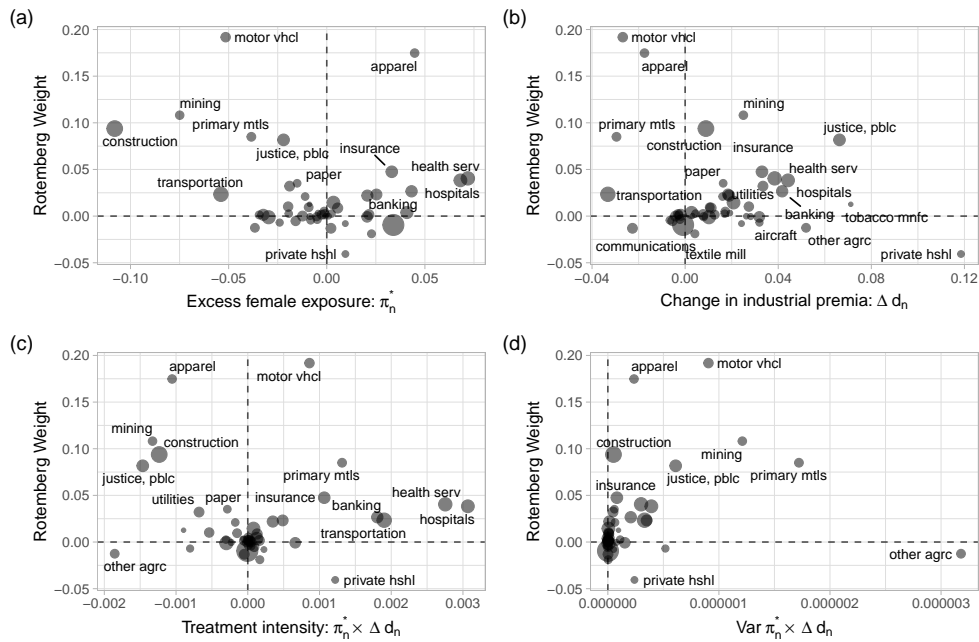 (a)
0.20
0.15
0.10
0.05
0.00
−0.05
Rotemberg Weight
motor vhcl
apparel
mining
primary mtls
construction
justice, pblc
insurance
paper
health serv
transportation
hospitals
banking
private hshl
−0.10
−0.05
0.00
0.05
Excess female exposure: π*n
(b)
0.20
0.15
0.10
0.05
0.00
−0.05
Rotemberg Weight
motor vhcl
apparel
mining
primary mtls
justice, pblc
construction
insurance
paper
health serv
transportation
utilities
hospitals
banking
tobacco mnfc
communications
aircraft
other agrc
textile mill
private hshl
−0.04
0.00
0.04
0.08
0.12
Change in industrial premia: Δ dn
(c)
0.20
0.15
0.10
0.05
0.00
−0.05
Rotemberg Weight
apparel
motor vhcl
mining
construction
justice, pblc
primary mtls
utilities
paper
insurance
banking
health serv
transportation
hospitals
other agrc
private hshl
−0.002
−0.001
0.000
0.001
0.002
0.003
Treatment intensity: π*n × Δ dn
(d)
0.20
0.15
0.10
0.05
0.00
−0.05
Rotemberg Weight
motor vhcl
apparel
construction
mining
justice, pblc
primary mtls
insurance
other agrc
private hshl
0.000000
0.000001
0.000002
0.000003
Var π*n × Δ dn